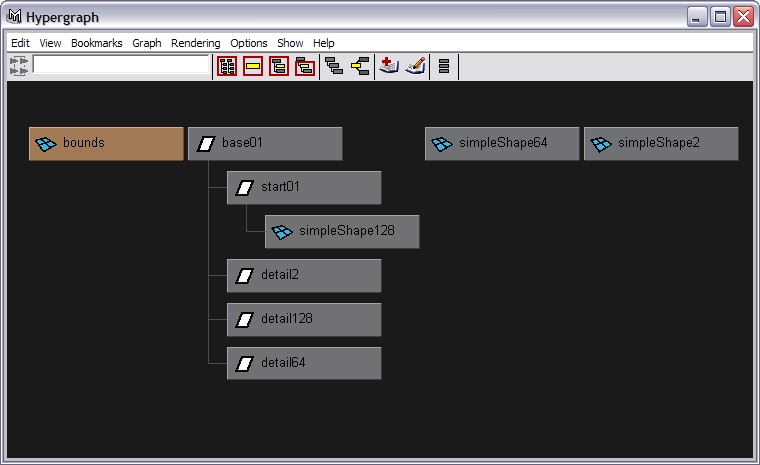 Hypergraph
Edit View Bookmarks Graph Rendering Options Show Help
bounds base01 simpleShape64 simpleShape2
start01
simpleShape128
detail2
detail128
detail64